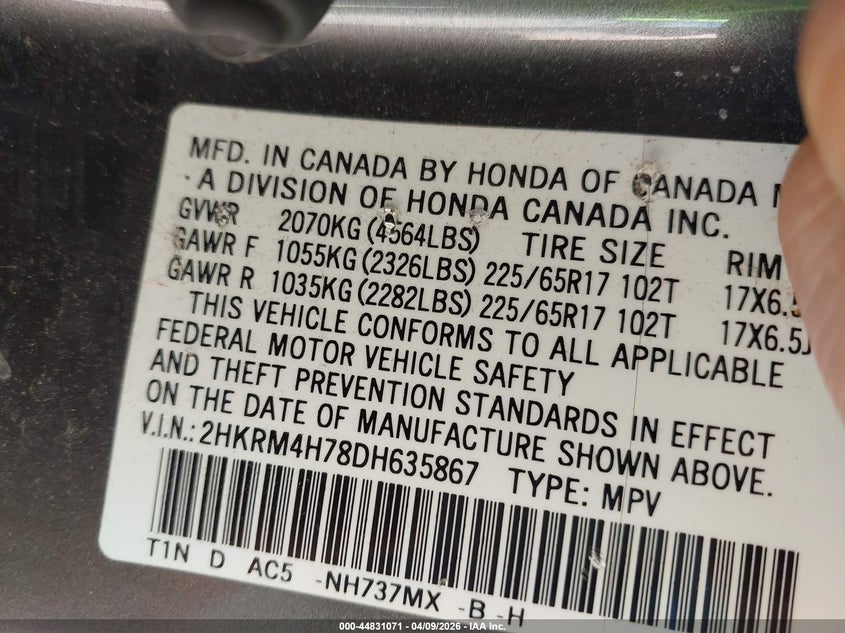 MFD. IN CANADA BY HONDA OF CANADA
· A DIVISION OF HONDA CANADA INC.
GVWR 2070KG (4564LBS) TIRE SIZE RIM
GAWR F 1055KG (2326LBS) 225/65R17 102T 17X6.5
GAWR R 1035KG (2282LBS) 225/65R17 102T 17X6.5J
THIS VEHICLE CONFORMS TO ALL APPLICABLE
FEDERAL MOTOR VEHICLE SAFETY
AND THEFT PREVENTION STANDARDS IN EFFECT
ON THE DATE OF MANUFACTURE SHOWN ABOVE.
V.I.N.: 2HKRM4H78DH635867 TYPE: MPV
T1N D AC5 -NH737MX -B -H
000-44831071 - 04/09/2026 - IAA Inc.